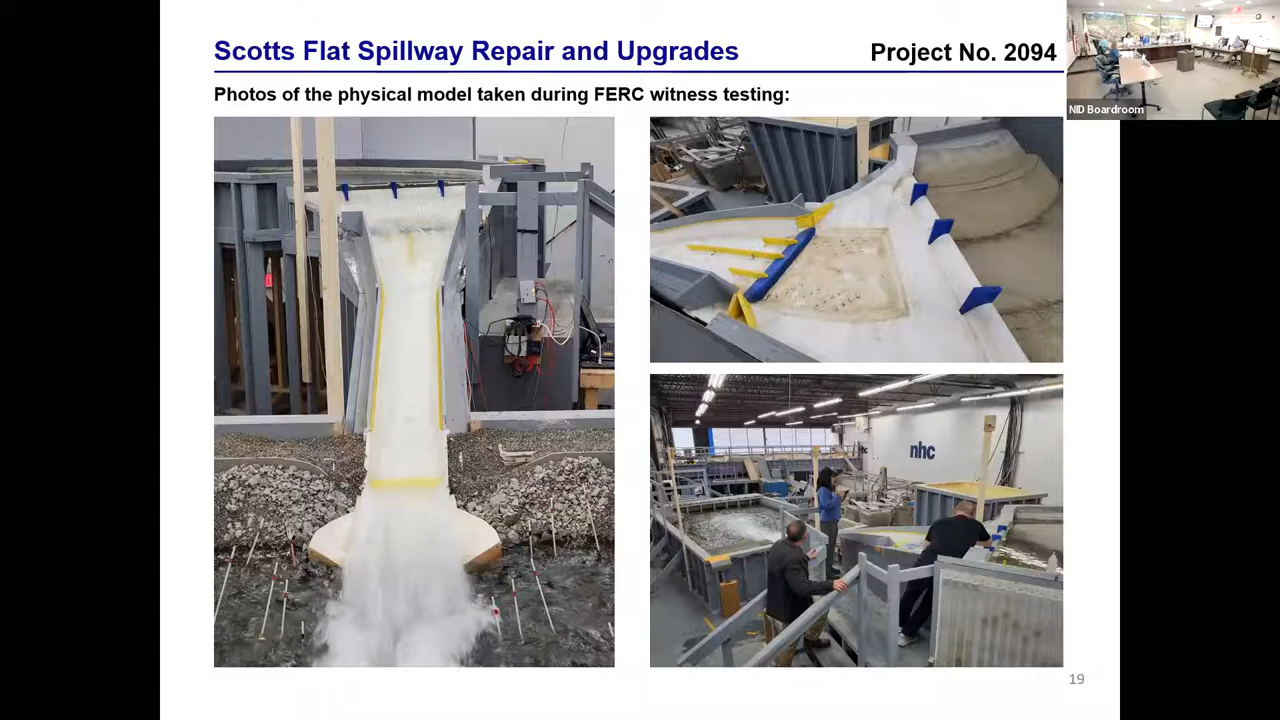 Scotts Flat Spillway Repair and Upgrades
Project No. 2094
Photos of the physical model taken during FERC witness testing:
NID Boardroom
nhc
19